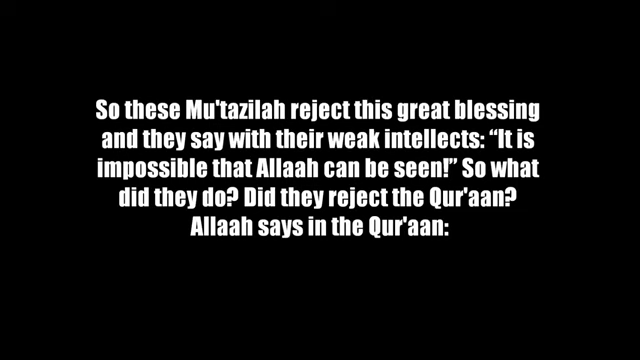 So these Mu'tazilah reject this great blessing
and they say with their weak intellects: “It is
impossible that Allaah can be seen!” So what
did they do? Did they reject the Qur'aan?
Allaah says in the Qur'aan: